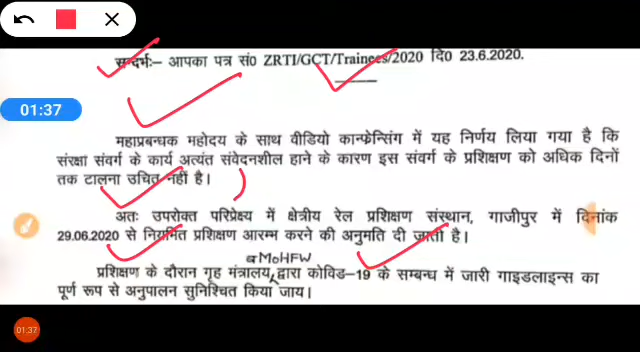 सन्दर्भः– आपका पत्र सं0 ZRTI/GCT/Trainees/2020 दि0 23.6.2020.
01:37
महाप्रबन्धक महोदय के साथ वीडियो कान्फ्रेन्सिंग में यह निर्णय लिया गया है कि
संरक्षा संवर्ग के कार्य अत्यंत संवेदनशील हाने के कारण इस संवर्ग के प्रशिक्षण को अधिक दिनों
तक टालना उचित नहीं है।
अतः उपरोक्त परिप्रेक्ष्य में क्षेत्रीय रेल प्रशिक्षण संस्थान, गाजीपुर में दिनांक
29.06.2020 से नियमित प्रशिक्षण आरम्भ करने की अनुमति दी जाती है।
व MoHFW
प्रशिक्षण के दौरान गृह मंत्रालय, द्वारा कोविड–19 के सम्बन्ध में जारी गाइडलाइन्स का
पूर्ण रूप से अनुपालन सुनिश्चित किया जाय।
01:37